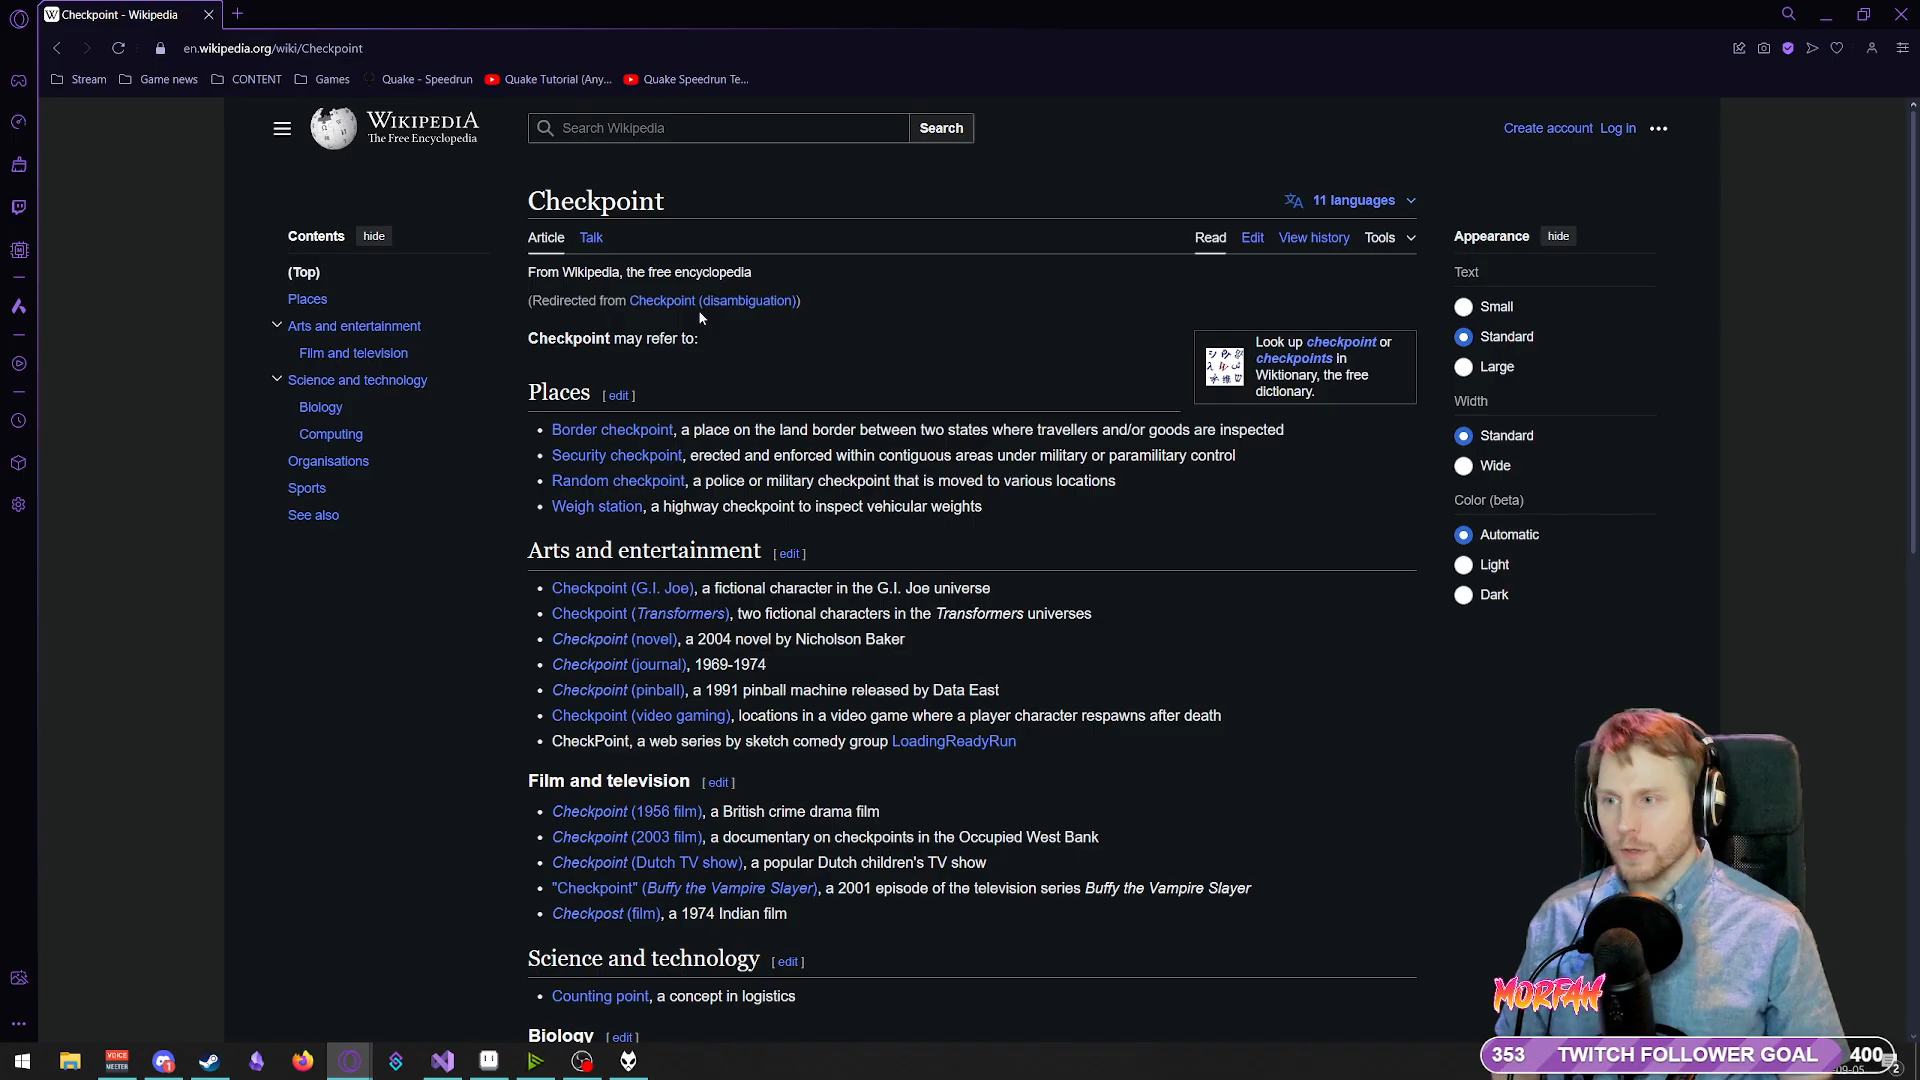 Checkpoint - Wikipedia
en.wikipedia.org/wiki/Checkpoint
Stream
Game news
CONTENT
Games
Quake - Speedrun
Quake Tutorial (Any...
Quake Speedrun Te...
WIKIPEDIA
The Free Encyclopedia
Search Wikipedia
Search
Create account
Log in
Checkpoint
11 languages
Contents
hide
Article
Talk
Read
Edit
View history
Tools
Appearance
hide
(Top)
Places
Arts and entertainment
Film and television
Science and technology
Biology
Computing
Organisations
Sports
See also
From Wikipedia, the free encyclopedia
(Redirected from Checkpoint (disambiguation))
Checkpoint may refer to:
Look up checkpoint or
checkpoints in
Wiktionary, the free
dictionary.
Places [ edit ]
Border checkpoint, a place on the land border between two states where travellers and/or goods are inspected
Security checkpoint, erected and enforced within contiguous areas under military or paramilitary control
Random checkpoint, a police or military checkpoint that is moved to various locations
Weigh station, a highway checkpoint to inspect vehicular weights
Arts and entertainment [ edit ]
Checkpoint (G.I. Joe), a fictional character in the G.I. Joe universe
Checkpoint (Transformers), two fictional characters in the Transformers universes
Checkpoint (novel), a 2004 novel by Nicholson Baker
Checkpoint (journal), 1969-1974
Checkpoint (pinball), a 1991 pinball machine released by Data East
Checkpoint (video gaming), locations in a video game where a player character respawns after death
CheckPoint, a web series by sketch comedy group LoadingReadyRun
Film and television [ edit ]
Checkpoint (1956 film), a British crime drama film
Checkpoint (2003 film), a documentary on checkpoints in the Occupied West Bank
Checkpoint (Dutch TV show), a popular Dutch children's TV show
"Checkpoint" (Buffy the Vampire Slayer), a 2001 episode of the television series Buffy the Vampire Slayer
Checkpost (film), a 1974 Indian film
Science and technology [ edit ]
Counting point, a concept in logistics
Biology [ edit ]
Text
Small
Standard
Large
Width
Standard
Wide
Color (beta)
Automatic
Light
Dark
MORFAH
353 TWITCH FOLLOWER GOAL 400
VOICE
MEETER